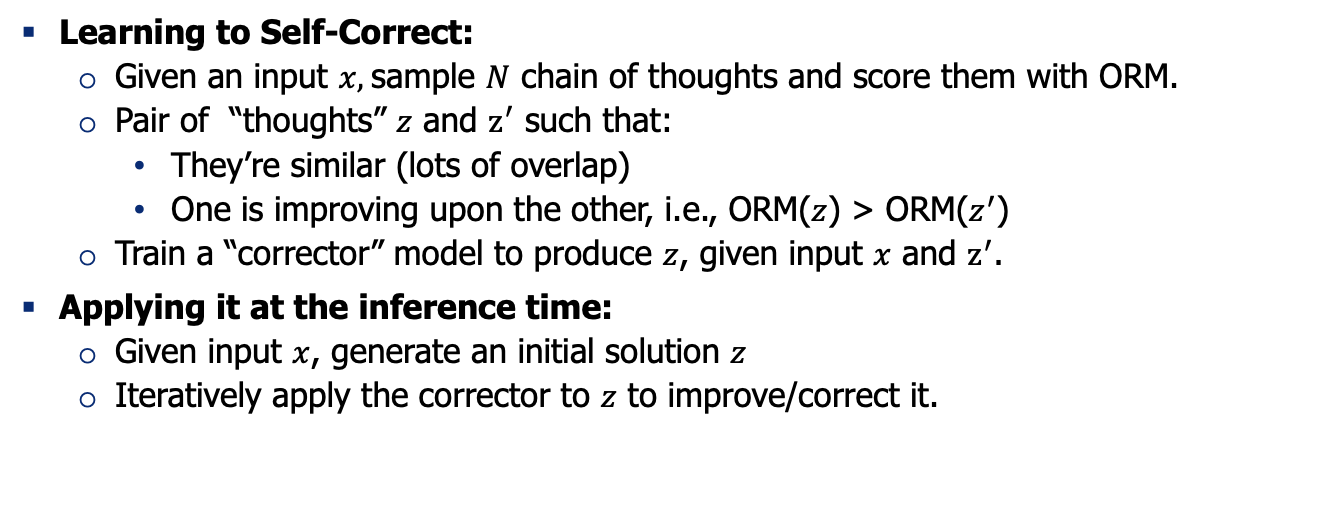 ▪ Learning to Self-Correct:
o Given an input x, sample N chain of thoughts and score them with ORM.
o Pair of “thoughts” z and z′ such that:
• They’re similar (lots of overlap)
• One is improving upon the other, i.e., ORM(z) > ORM(z′)
o Train a “corrector” model to produce z, given input x and z′.
▪ Applying it at the inference time:
o Given input x, generate an initial solution z
o Iteratively apply the corrector to z to improve/correct it.